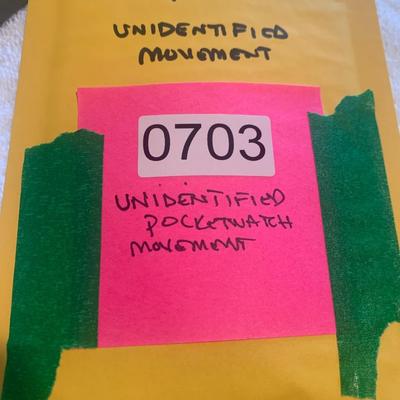 UNIDENTIFIED
MOVEMENT
0703
UNIDENTIFIED
POCKETWATCH
MOVEMENT